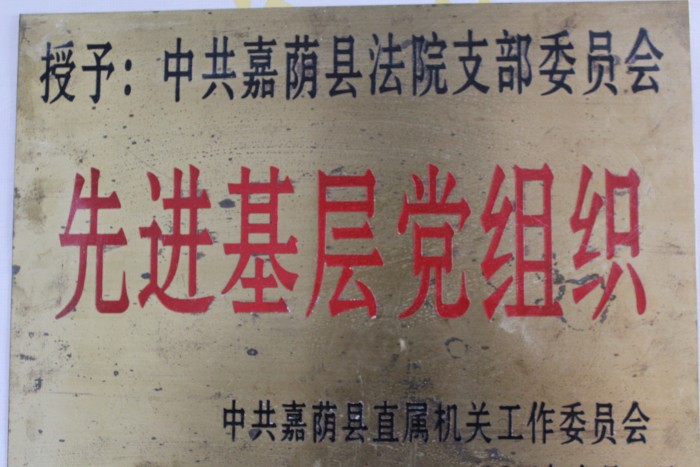 授予：中共嘉荫县法院支部委员会
先进基层党组织
中共嘉荫县直属机关工作委员会